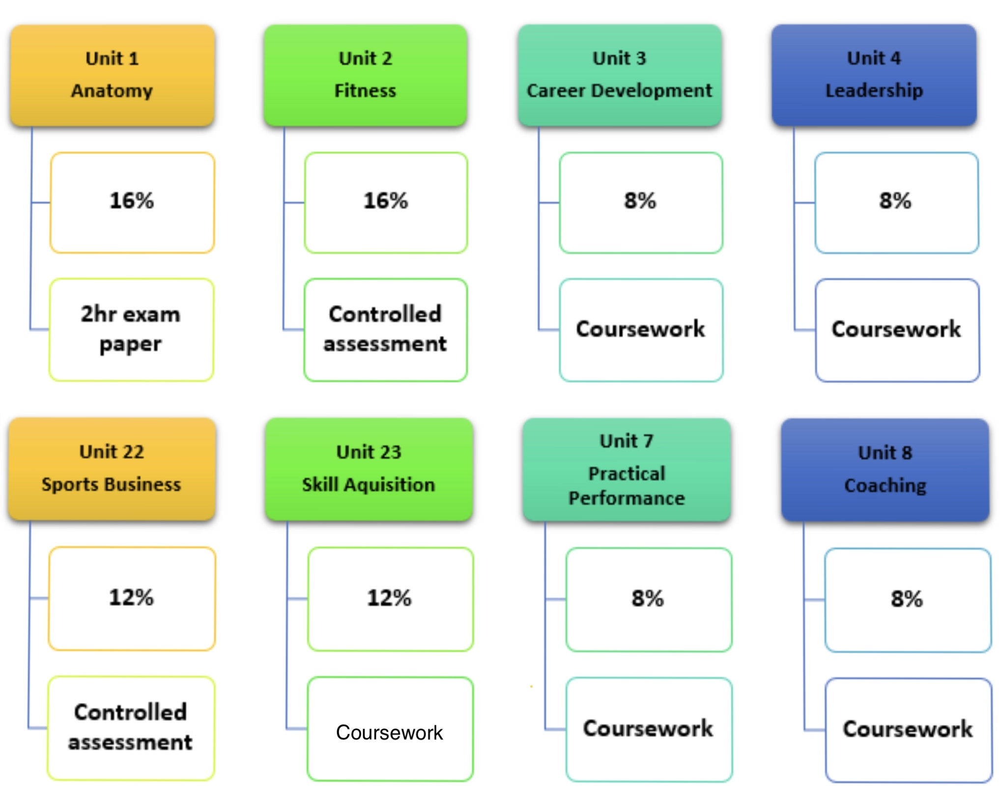 Unit 1
Anatomy
Unit 2
Fitness
Unit 3
Career Development
Unit 4
Leadership
16%
16%
8%
8%
2hr exam
paper
Controlled
assessment
Coursework
Coursework
Unit 22
Sports Business
Unit 23
Skill Aquisition
Unit 7
Practical
Performance
Unit 8
Coaching
12%
12%
8%
8%
Controlled
assessment
Coursework
Coursework
Coursework